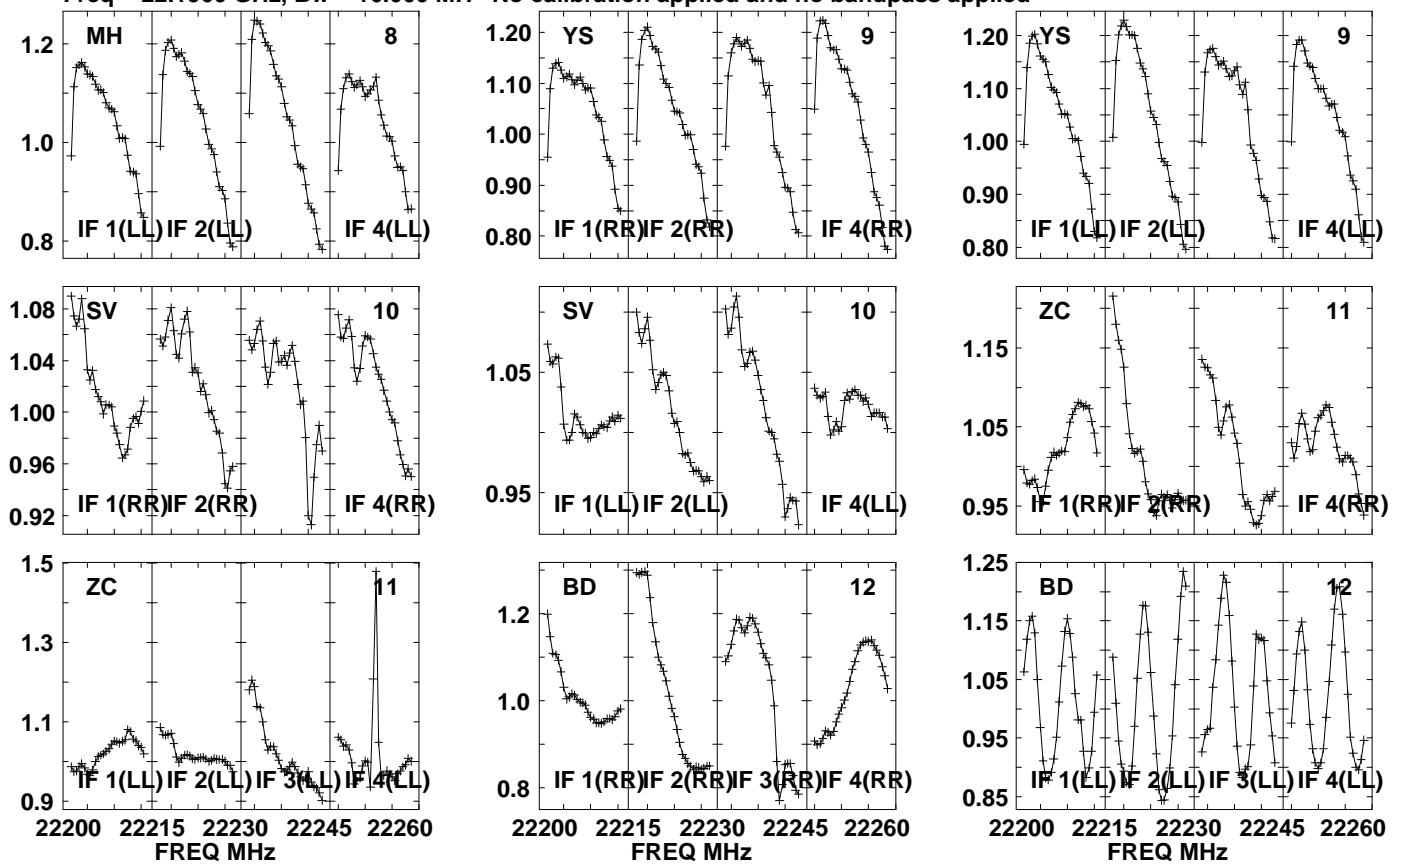 MH 8
1.2
1.0
0.8
IF 1(LL) IF 2(LL) IF 4(LL)
YS 9
1.20
1.10
1.00
0.90
0.80
IF 1(RR) IF 2(RR) IF 4(RR)
YS 9
1.20
1.10
1.00
0.90
0.80
IF 1(LL) IF 2(LL) IF 4(LL)
SV 10
1.08
1.04
1.00
0.96
0.92
IF 1(RR) IF 2(RR) IF 4(RR)
SV 10
1.05
0.95
IF 1(LL) IF 2(LL) IF 4(LL)
ZC 11
1.15
1.05
0.95
IF 1(RR) IF 2(RR) IF 4(RR)
ZC 11
1.5
1.3
1.1
0.9
IF 1(LL) IF 2(LL) IF 3(LL) IF 4(LL)
22200 22215 22230 22245 22260
FREQ MHz
BD 12
1.2
1.0
0.8
IF 1(RR) IF 2(RR) IF 3(RR) IF 4(RR)
22200 22215 22230 22245 22260
FREQ MHz
BD 12
1.25
1.15
1.05
0.95
0.85
IF 1(LL) IF 2(LL) IF 3(LL) IF 4(LL)
22200 22215 22230 22245 22260
FREQ MHz